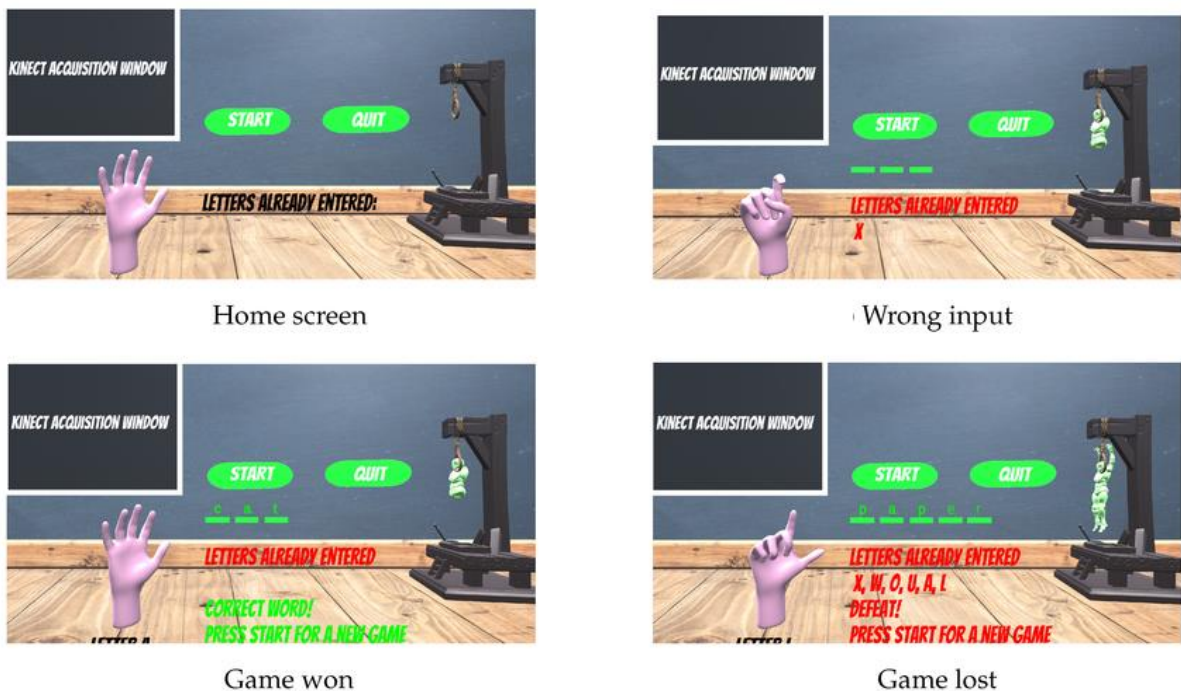 KINECT ACQUISITION WINDOW
START QUIT
LETTERS ALREADY ENTERED:
Home screen
KINECT ACQUISITION WINDOW
START QUIT
LETTERS ALREADY ENTERED
X
Wrong input
KINECT ACQUISITION WINDOW
START QUIT
c a t
LETTERS ALREADY ENTERED
CORRECT WORD!
PRESS START FOR A NEW GAME
LETTER A
Game won
KINECT ACQUISITION WINDOW
START QUIT
p a p e r
LETTERS ALREADY ENTERED
X, W, O, U, A, L
DEFEAT!
PRESS START FOR A NEW GAME
LETTER L
Game lost